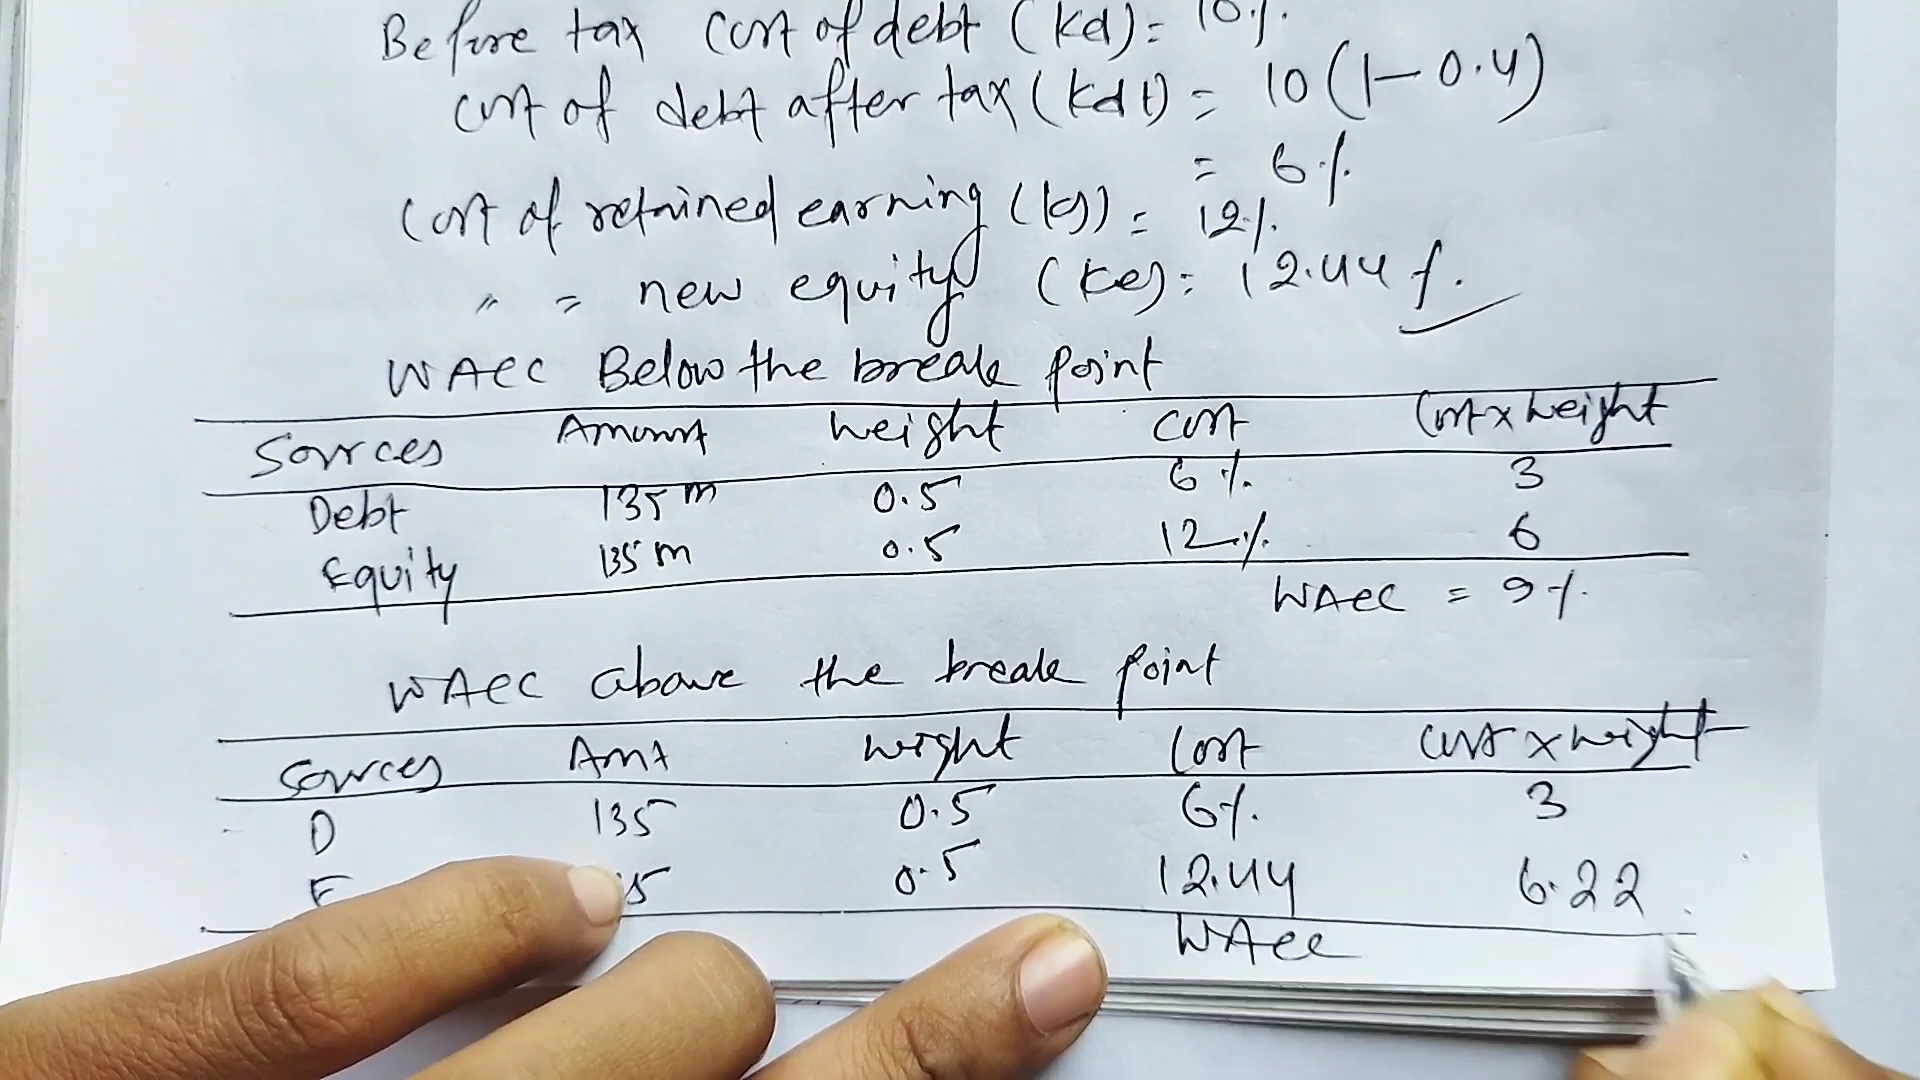 Before tax cost of debt (Kd) = 10%
cost of debt after tax (Kdt) = 10 (1 - 0.4)
= 6%
Cost of retained earning (ks) = 12%
" = new equity (Ke) = 12.44%
WACC Below the break point
Sources Amount Weight Cost Cost x Weight
Debt 135 m 0.5 6% 3
Equity 135 m 0.5 12% 6
WACC = 9%
WACC above the break point
Sources Amt Weight Cost Cost x weight
D 135 0.5 6% 3
E 0.5 12.44 6.22
WACC